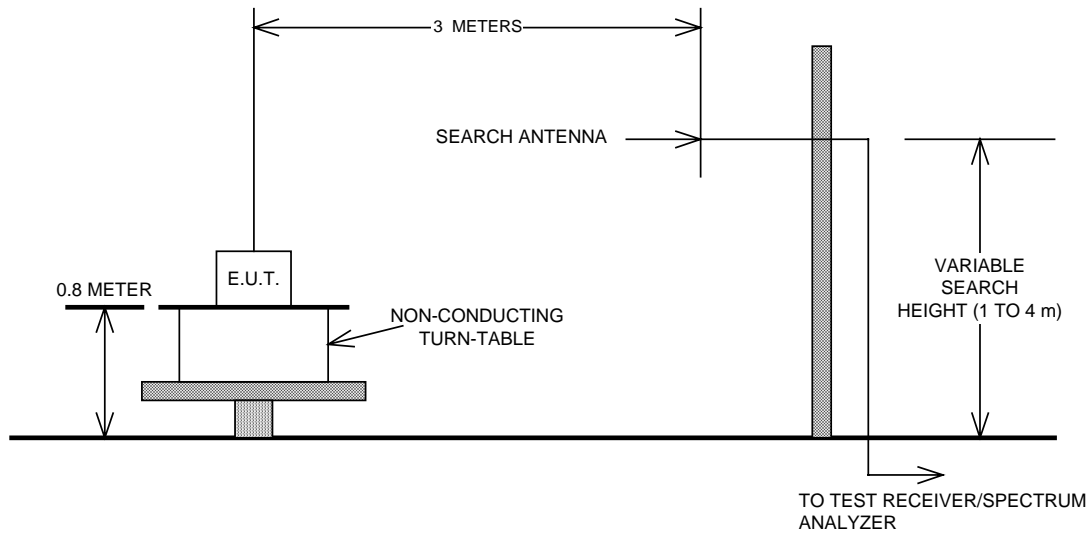 3 METERS
SEARCH ANTENNA
E.U.T.
0.8 METER
NON-CONDUCTING
TURN-TABLE
VARIABLE
SEARCH
HEIGHT (1 TO 4 m)
TO TEST RECEIVER/SPECTRUM
ANALYZER